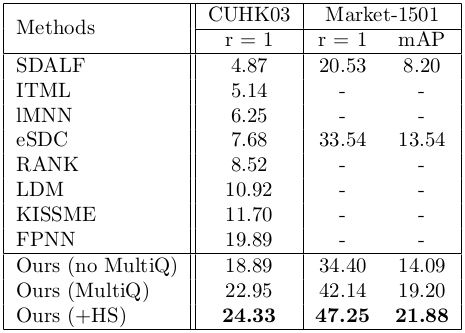 Methods CUHK03 Market-1501
r = 1 r = 1 mAP
SDALF 4.87 20.53 8.20
ITML 5.14 - -
lMNN 6.25 - -
eSDC 7.68 33.54 13.54
RANK 8.52 - -
LDM 10.92 - -
KISSME 11.70 - -
FPNN 19.89 - -
Ours (no MultiQ) 18.89 34.40 14.09
Ours (MultiQ) 22.95 42.14 19.20
Ours (+HS) 24.33 47.25 21.88